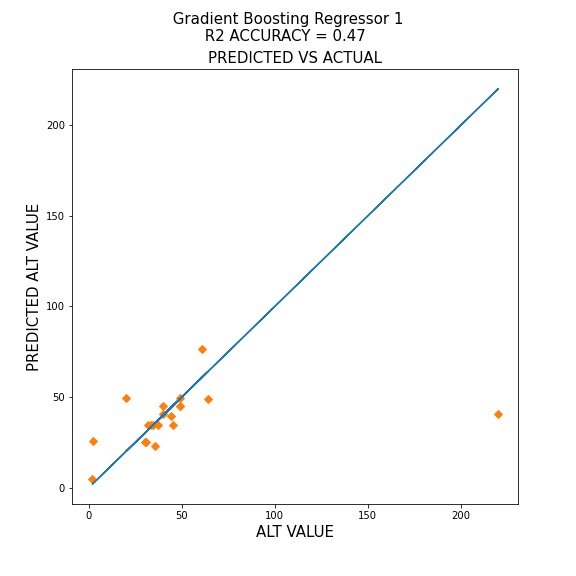 Gradient Boosting Regressor 1
R2 ACCURACY = 0.47
PREDICTED VS ACTUAL
PREDICTED ALT VALUE
200
150
100
50
0
0 50 100 150 200
ALT VALUE